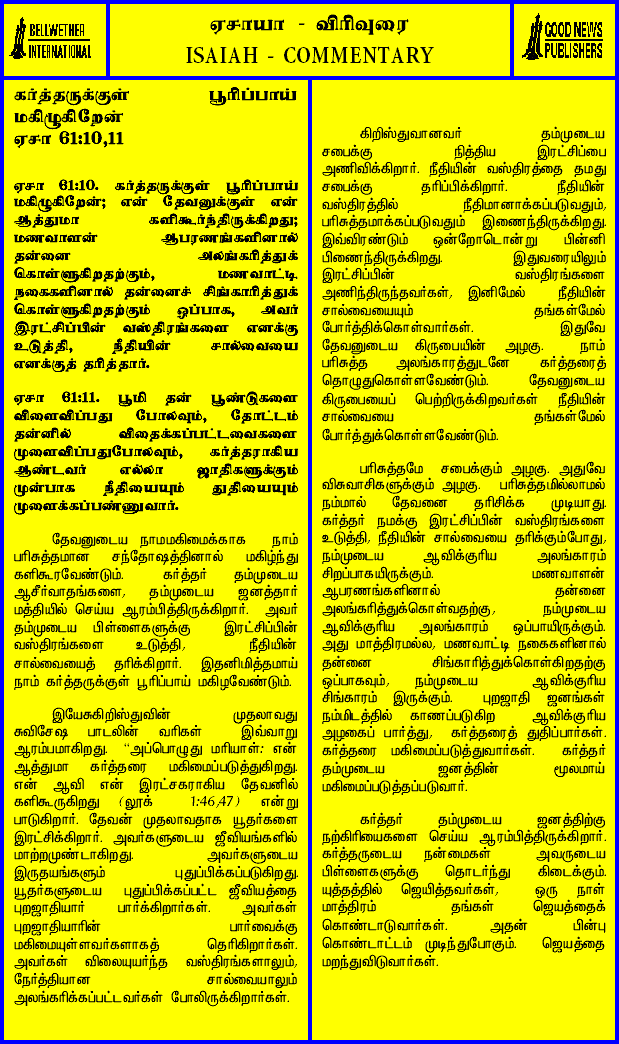 BELLWETHER
INTERNATIONAL
ஏசாயா - விரிவுரை
ISAIAH - COMMENTARY
GOOD NEWS
PUBLISHERS
கர்த்தருக்குள் பூரிப்பாய்
மகிழுகிறேன்
ஏசா 61:10,11
ஏசா 61:10. கர்த்தருக்குள் பூரிப்பாய்
மகிழுகிறேன்; என் தேவனுக்குள் என்
ஆத்துமா களிகூர்ந்திருக்கிறது;
மணவாளன் ஆபரணங்களினால்
தன்னை அலங்கரித்துக்
கொள்ளுகிறதற்கும், மணவாட்டி
நகைகளினால் தன்னைச் சிங்காரித்துக்
கொள்ளுகிறதற்கும் ஒப்பாக, அவர்
இரட்சிப்பின் வஸ்திரங்களை எனக்கு
உடுத்தி, நீதியின் சால்வையை
எனக்குத் தரித்தார்.
ஏசா 61:11. பூமி தன் பூண்டுகளை
விளைவிப்பது போலவும், தோட்டம்
தன்னில் விதைக்கப்பட்டவைகளை
முளைவிப்பதுபோலவும், கர்த்தராகிய
ஆண்டவர் எல்லா ஜாதிகளுக்கும்
முன்பாக நீதியையும் துதியையும்
முளைக்கப்பண்ணுவார்.
தேவனுடைய நாமமகிமைக்காக நாம்
பரிசுத்தமான சந்தோஷத்தினால் மகிழ்ந்து
களிகூரவேண்டும். கர்த்தர் தம்முடைய
ஆசீர்வாதங்களை, தம்முடைய ஜனத்தார்
மத்தியில் செய்ய ஆரம்பித்திருக்கிறார். அவர்
தம்முடைய பிள்ளைகளுக்கு இரட்சிப்பின்
வஸ்திரங்களை உடுத்தி, நீதியின்
சால்வையைத் தரிக்கிறார். இதனிமித்தமாய்
நாம் கர்த்தருக்குள் பூரிப்பாய் மகிழவேண்டும்.
இயேசுகிறிஸ்துவின் முதலாவது
சுவிசேஷ பாடலின் வரிகள் இவ்வாறு
ஆரம்பமாகிறது. “அப்பொழுது மரியாள்: என்
ஆத்துமா கர்த்தரை மகிமைப்படுத்துகிறது.
என் ஆவி என் இரட்சகராகிய தேவனில்
களிகூருகிறது (லூக் 1:46,47) என்று
பாடுகிறார். தேவன் முதலாவதாக யூதர்களை
இரட்சிக்கிறார். அவர்களுடைய ஜீவியங்களில்
மாற்றமுண்டாகிறது. அவர்களுடைய
இருதயங்களும் புதுப்பிக்கப்படுகிறது.
யூதர்களுடைய புதுப்பிக்கப்பட்ட ஜீவியத்தை
புறஜாதியார் பார்க்கிறார்கள். அவர்கள்
புறஜாதியாரின் பார்வைக்கு
மகிமையுள்ளவர்களாகத் தெரிகிறார்கள்.
அவர்கள் விலையுயர்ந்த வஸ்திரங்களாலும்,
நேர்த்தியான சால்வையாலும்
அலங்கரிக்கப்பட்டவர்கள் போலிருக்கிறார்கள்.
கிறிஸ்துவானவர் தம்முடைய
சபைக்கு நித்திய இரட்சிப்பை
அணிவிக்கிறார். நீதியின் வஸ்திரத்தை தமது
சபைக்கு தரிப்பிக்கிறார். நீதியின்
வஸ்திரத்தில் நீதிமானாக்கப்படுவதும்,
பரிசுத்தமாக்கப்படுவதும் இணைந்திருக்கிறது.
இவ்விரண்டும் ஒன்றோடொன்று பின்னி
பிணைந்திருக்கிறது. இதுவரையிலும்
இரட்சிப்பின் வஸ்திரங்களை
அணிந்திருந்தவர்கள், இனிமேல் நீதியின்
சால்வையையும் தங்கள்மேல்
போர்த்திக்கொள்வார்கள். இதுவே
தேவனுடைய கிருபையின் அழகு. நாம்
பரிசுத்த அலங்காரத்துடனே கர்த்தரைத்
தொழுதுகொள்ளவேண்டும். தேவனுடைய
கிருபையைப் பெற்றிருக்கிறவர்கள் நீதியின்
சால்வையை தங்கள்மேல்
போர்த்துக்கொள்ளவேண்டும்.
பரிசுத்தமே சபைக்கும் அழகு. அதுவே
விசுவாசிகளுக்கும் அழகு. பரிசுத்தமில்லாமல்
நம்மால் தேவனை தரிசிக்க முடியாது.
கர்த்தர் நமக்கு இரட்சிப்பின் வஸ்திரங்களை
உடுத்தி, நீதியின் சால்வையை தரிக்கும்போது,
நம்முடைய ஆவிக்குரிய அலங்காரம்
சிறப்பாகயிருக்கும். மணவாளன்
ஆபரணங்களினால் தன்னை
அலங்கரித்துக்கொள்வதற்கு, நம்முடைய
ஆவிக்குரிய அலங்காரம் ஒப்பாயிருக்கும்.
அது மாத்திரமல்ல, மணவாட்டி நகைகளினால்
தன்னை சிங்காரித்துக்கொள்கிறதற்கு
ஒப்பாகவும், நம்முடைய ஆவிக்குரிய
சிங்காரம் இருக்கும். புறஜாதி ஜனங்கள்
நம்மிடத்தில் காணப்படுகிற ஆவிக்குரிய
அழகைப் பார்த்து, கர்த்தரைத் துதிப்பார்கள்.
கர்த்தரை மகிமைப்படுத்துவார்கள். கர்த்தர்
தம்முடைய ஜனத்தின் மூலமாய்
மகிமைப்படுத்தப்படுவார்.
கர்த்தர் தம்முடைய ஜனத்திற்கு
நற்கிரியைகளை செய்ய ஆரம்பித்திருக்கிறார்.
கர்த்தருடைய நன்மைகள் அவருடைய
பிள்ளைகளுக்கு தொடர்ந்து கிடைக்கும்.
யுத்தத்தில் ஜெயித்தவர்கள், ஒரு நாள்
மாத்திரம் தங்கள் ஜெயத்தைக்
கொண்டாடுவார்கள். அதன் பின்பு
கொண்டாட்டம் முடிந்துபோகும். ஜெயத்தை
மறந்துவிடுவார்கள்.